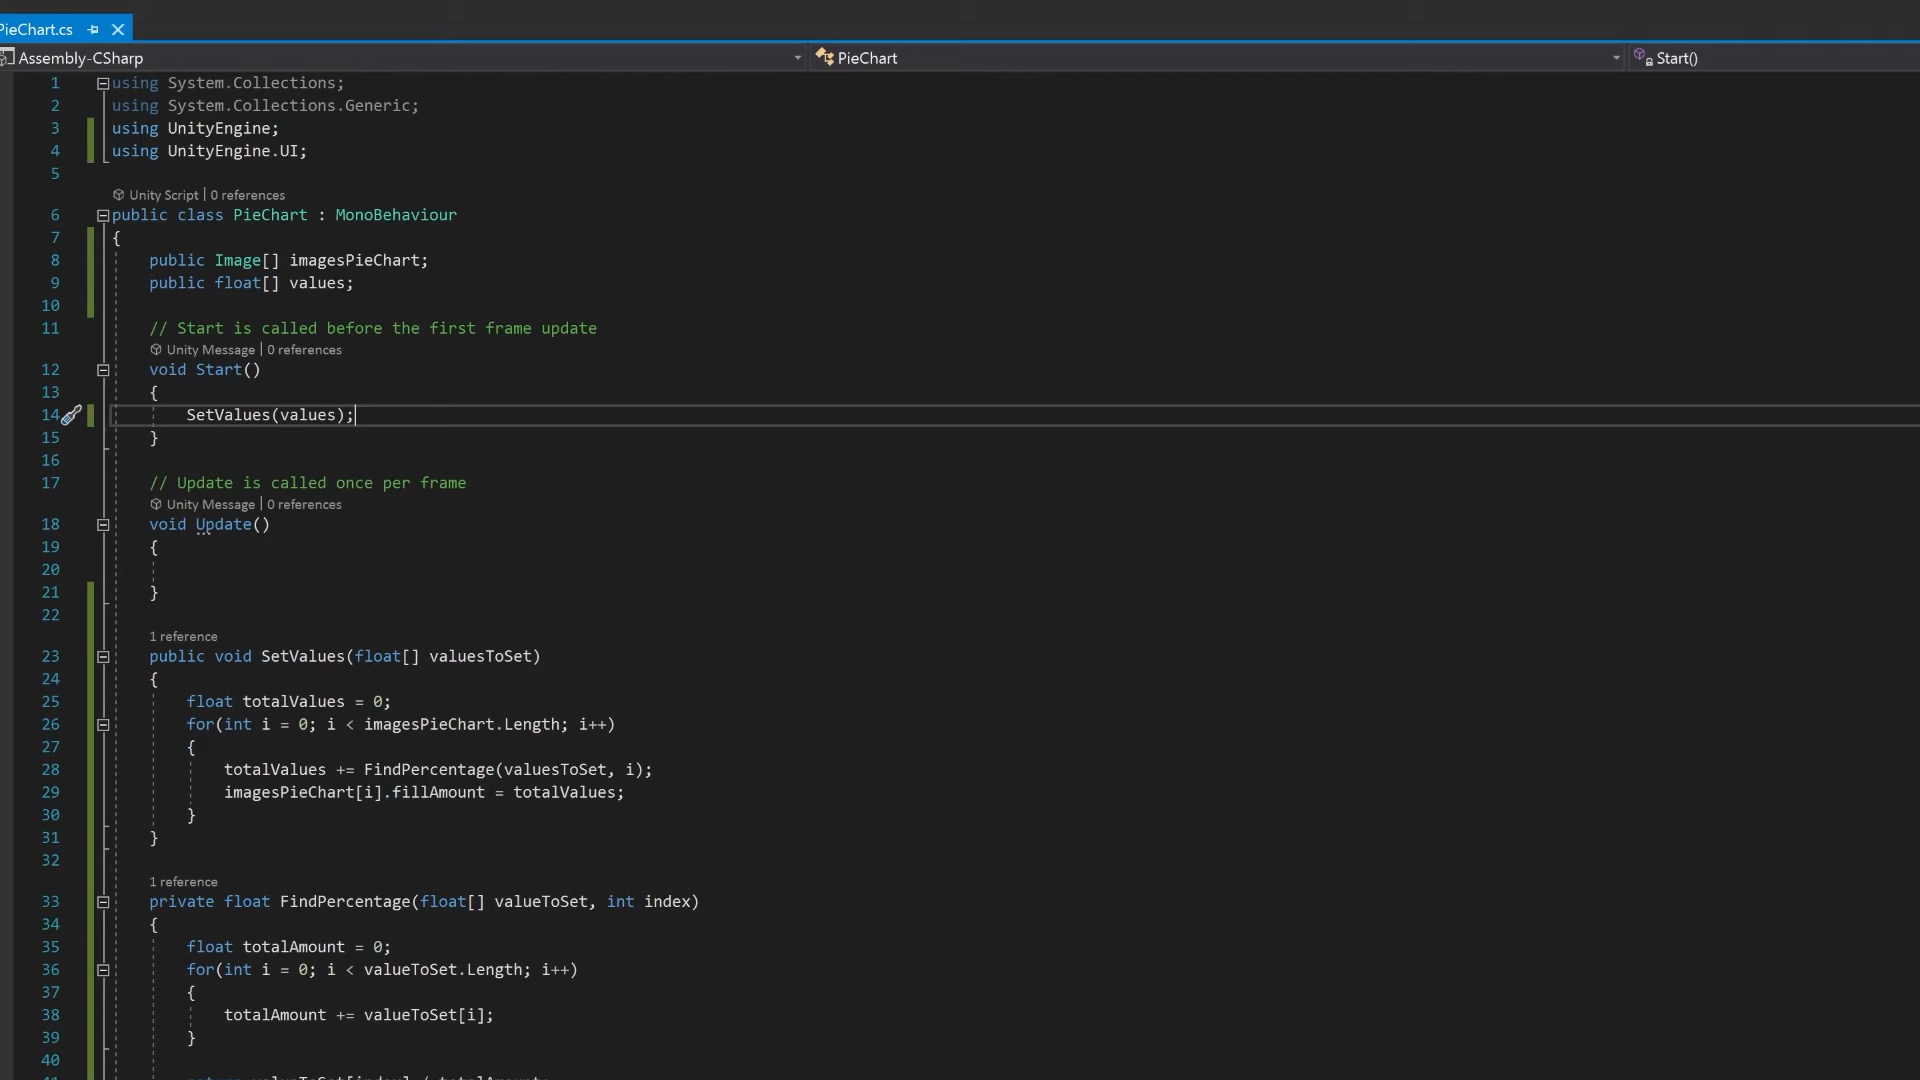 PieChart.cs
Assembly-CSharp PieChart Start()
1 using System.Collections;
2 using System.Collections.Generic;
3 using UnityEngine;
4 using UnityEngine.UI;
5
Unity Script | 0 references
6 public class PieChart : MonoBehaviour
7 {
8 public Image[] imagesPieChart;
9 public float[] values;
10
11 // Start is called before the first frame update
Unity Message | 0 references
12 void Start()
13 {
14 SetValues(values);
15 }
16
17 // Update is called once per frame
Unity Message | 0 references
18 void Update()
19 {
20
21 }
22
1 reference
23 public void SetValues(float[] valuesToSet)
24 {
25 float totalValues = 0;
26 for(int i = 0; i < imagesPieChart.Length; i++)
27 {
28 totalValues += FindPercentage(valuesToSet, i);
29 imagesPieChart[i].fillAmount = totalValues;
30 }
31 }
32
1 reference
33 private float FindPercentage(float[] valueToSet, int index)
34 {
35 float totalAmount = 0;
36 for(int i = 0; i < valueToSet.Length; i++)
37 {
38 totalAmount += valueToSet[i];
39 }
40